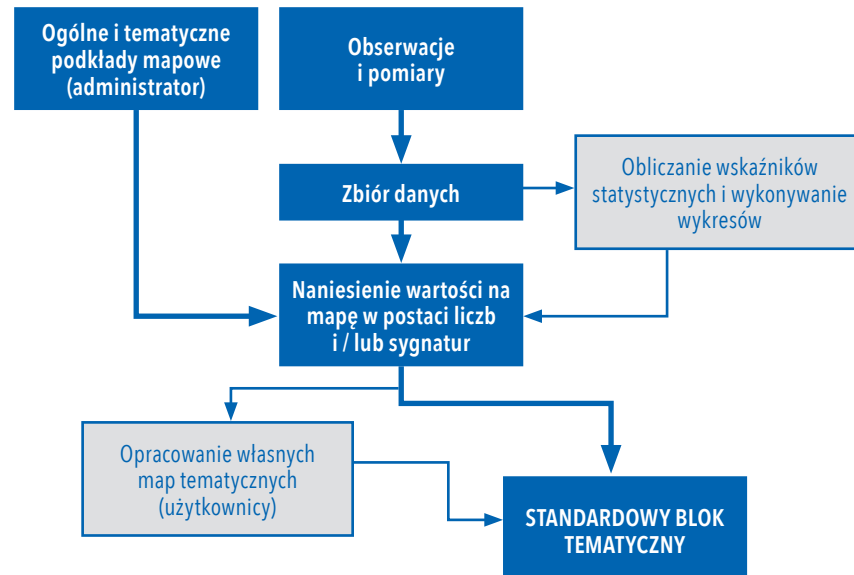 Ogólne i tematyczne
podkłady mapowe
(administrator)
Obserwacje
i pomiary
Zbiór danych
Obliczanie wskaźników
statystycznych i wykonywanie
wykresów
Naniesienie wartości na
mapę w postaci liczb
i / lub sygnatur
Opracowanie własnych
map tematycznych
(użytkownicy)
STANDARDOWY BLOK
TEMATYCZNY